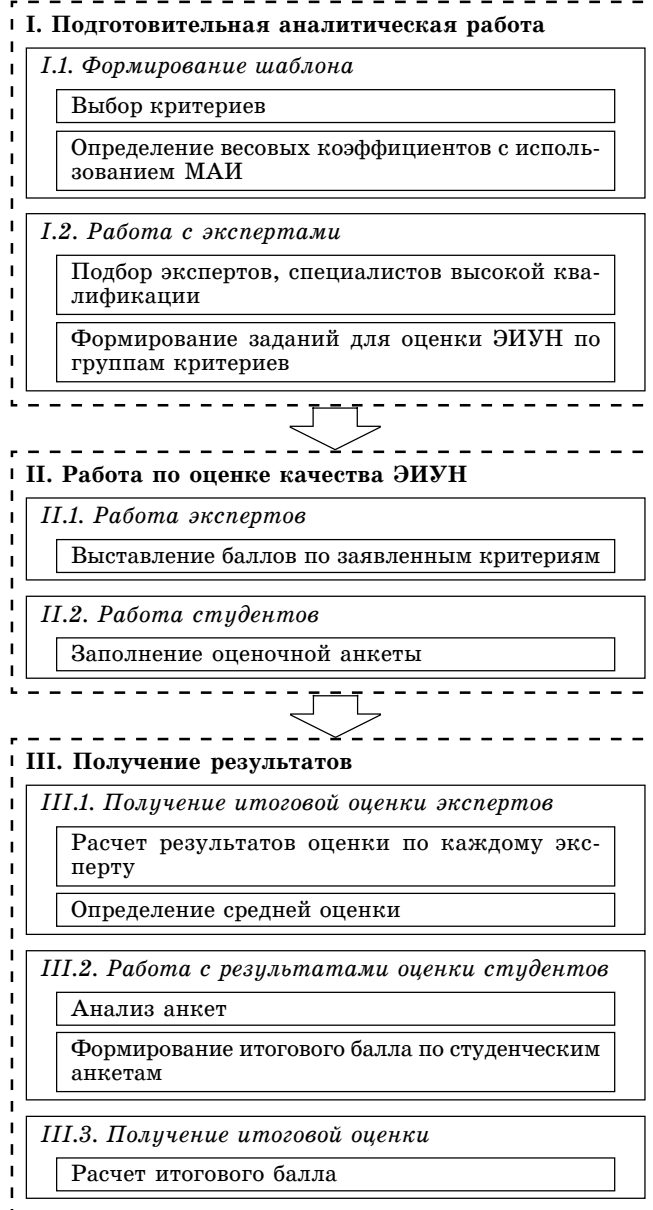 I. Подготовительная аналитическая работа
I.1. Формирование шаблона
Выбор критериев
Определение весовых коэффициентов с исполь-
зованием МАИ
I.2. Работа с экспертами
Подбор экспертов, специалистов высокой ква-
лификации
Формирование заданий для оценки ЭИУН по
группам критериев
II. Работа по оценке качества ЭИУН
II.1. Работа экспертов
Выставление баллов по заявленным критериям
II.2. Работа студентов
Заполнение оценочной анкеты
III. Получение результатов
III.1. Получение итоговой оценки экспертов
Расчет результатов оценки по каждому экс-
перту
Определение средней оценки
III.2. Работа с результатами оценки студентов
Анализ анкет
Формирование итогового балла по студенческим
анкетам
III.3. Получение итоговой оценки
Расчет итогового балла